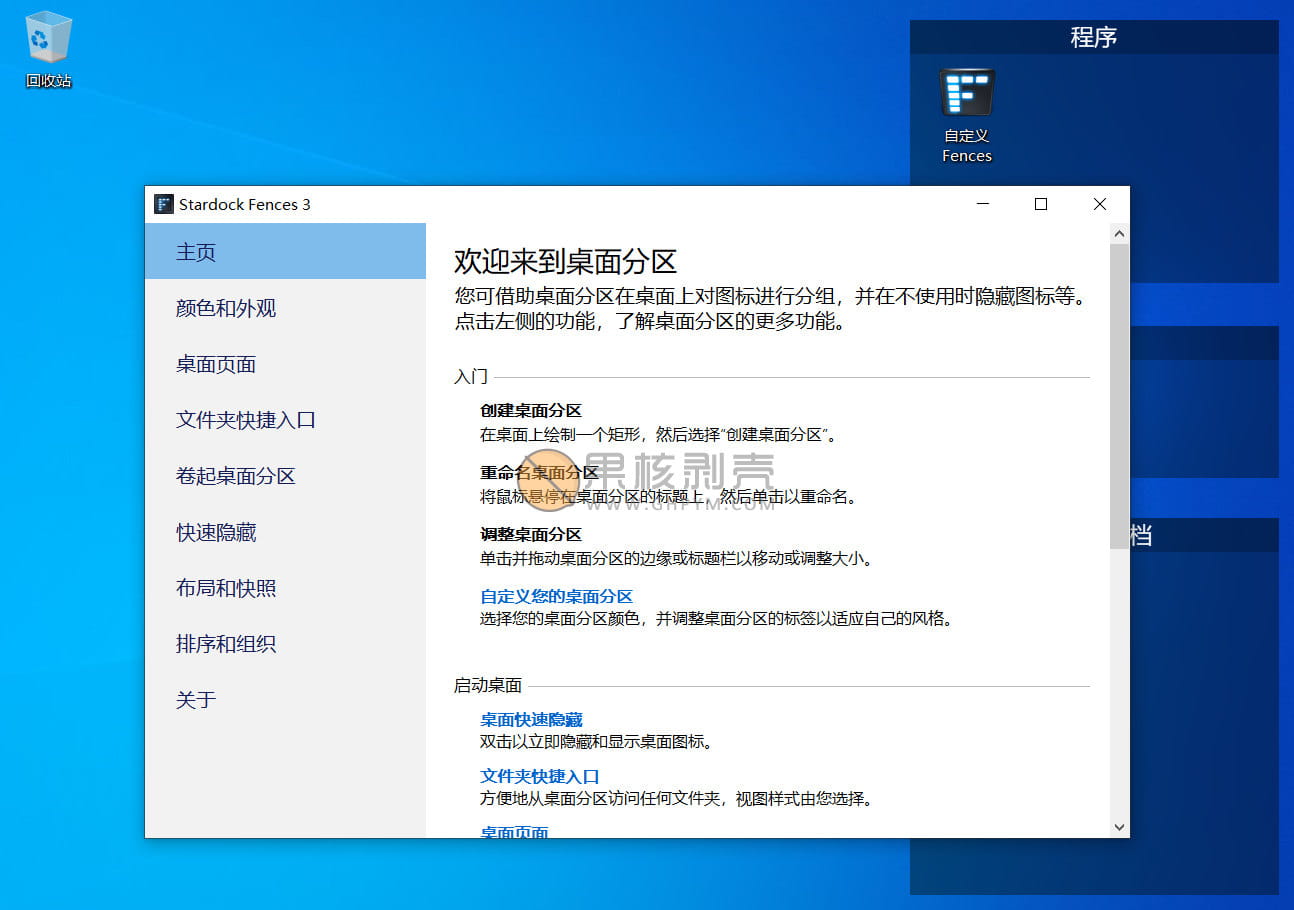 回收站
程序
自定义
Fences
Stardock Fences 3
主页
颜色和外观
桌面页面
文件夹快捷入口
卷起桌面分区
快速隐藏
布局和快照
排序和组织
关于
欢迎来到桌面分区
您可借助桌面分区在桌面上对图标进行分组，并在不使用时隐藏图标等。
点击左侧的功能，了解桌面分区的更多功能。
入门
创建桌面分区
在桌面上绘制一个矩形，然后选择“创建桌面分区”。
重命名桌面分区
将鼠标悬停在桌面分区的标题上，然后单击以重命名。
果核剥壳
WWW.GHPYM.COM
调整桌面分区
单击并拖动桌面分区的边缘或标题栏以移动或调整大小。
自定义您的桌面分区
选择您的桌面分区颜色，并调整桌面分区的标签以适应自己的风格。
启动桌面
桌面快速隐藏
双击以立即隐藏和显示桌面图标。
文件夹快捷入口
方便地从桌面分区访问任何文件夹，视图样式由您选择。
桌面页面
档